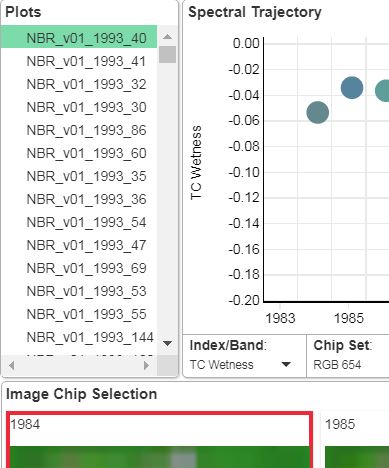 Plots
NBR_v01_1993_40
NBR_v01_1993_41
NBR_v01_1993_32
NBR_v01_1993_30
NBR_v01_1993_86
NBR_v01_1993_60
NBR_v01_1993_35
NBR_v01_1993_36
NBR_v01_1993_54
NBR_v01_1993_47
NBR_v01_1993_69
NBR_v01_1993_53
NBR_v01_1993_55
NBR_v01_1993_144
Spectral Trajectory
TC Wetness
0.00
-0.02
-0.04
-0.06
-0.08
-0.10
-0.12
-0.14
-0.16
-0.18
-0.20
1983 1985
Index/Band: Chip Set:
TC Wetness RGB 654
Image Chip Selection
1984 1985